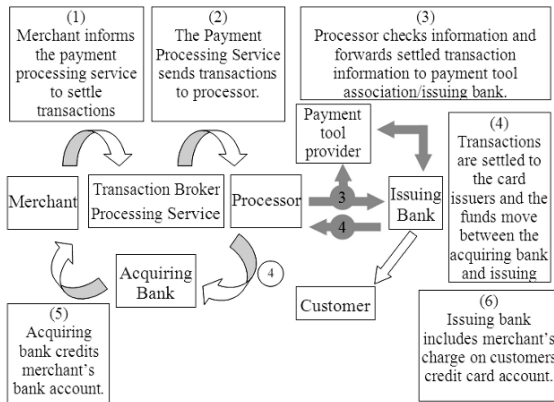 (1)
Merchant informs
the payment
processing service
to settle
transactions
(2)
The Payment
Processing Service
sends transactions
to processor.
(3)
Processor checks information and
forwards settled transaction
information to payment tool
association/issuing bank.
Payment
tool
provider
(4)
Transactions
are settled to
the card
issuers and the
funds move
between the
acquiring bank
and issuing
Merchant
Transaction Broker
Processing Service
Processor
3
4
Issuing
Bank
Acquiring
Bank
4
Customer
(5)
Acquiring
bank credits
merchant's
bank account.
(6)
Issuing bank
includes merchant's
charge on customers
credit card account.